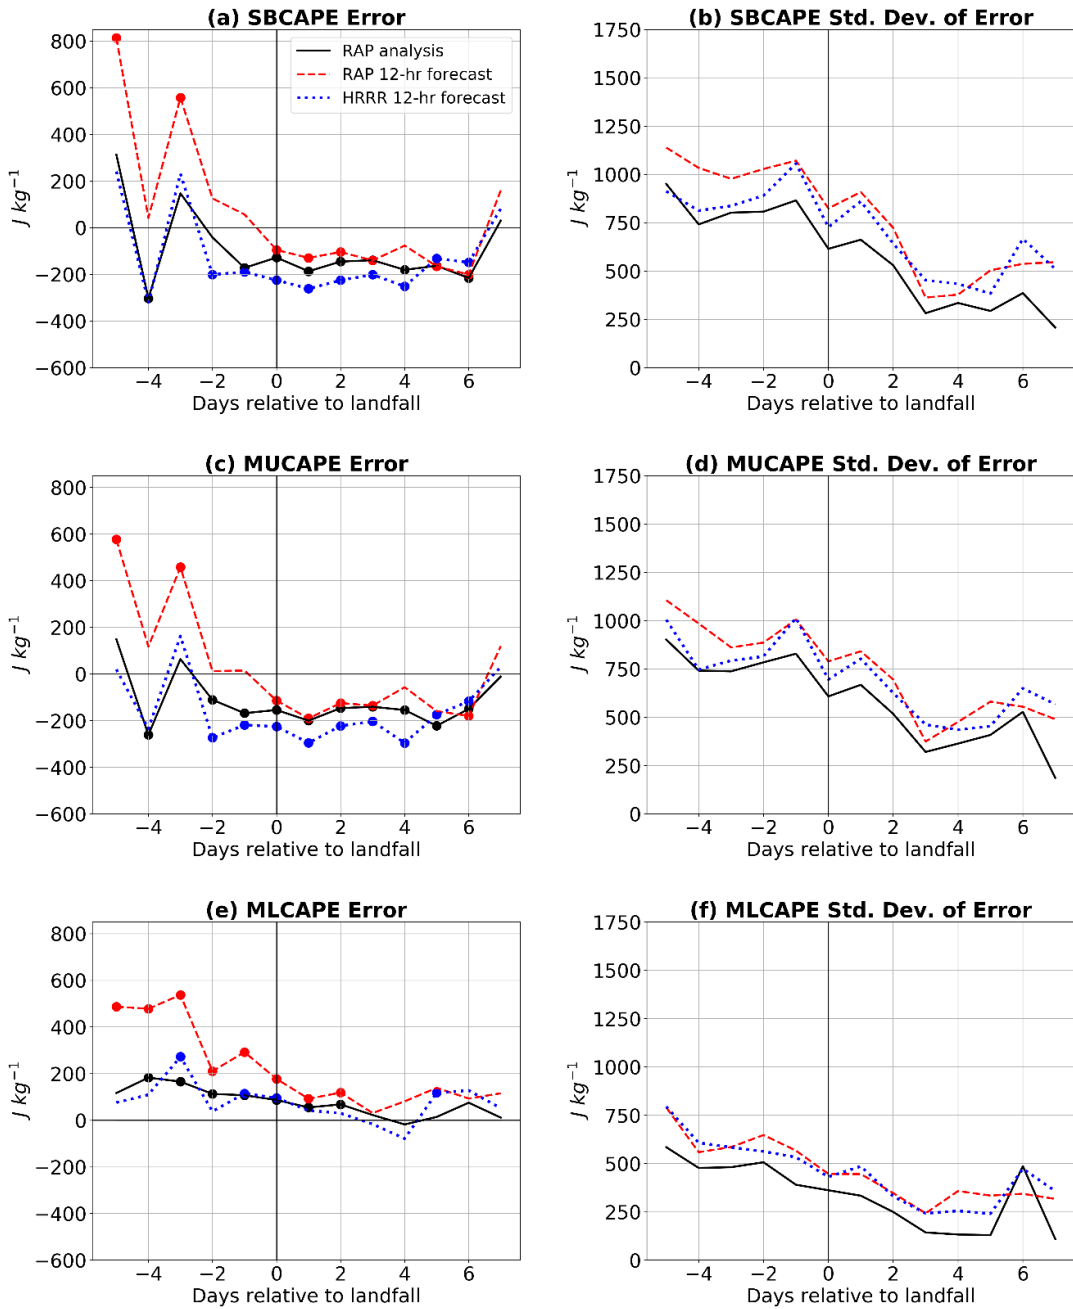 (a) SBCAPE Error
800
600
400
200
0
−200
−400
−600
J kg⁻¹
RAP analysis
RAP 12-hr forecast
HRRR 12-hr forecast
−4 −2 0 2 4 6
Days relative to landfall
(b) SBCAPE Std. Dev. of Error
1750
1500
1250
1000
750
500
250
0
J kg⁻¹
−4 −2 0 2 4 6
Days relative to landfall
(c) MUCAPE Error
800
600
400
200
0
−200
−400
−600
J kg⁻¹
−4 −2 0 2 4 6
Days relative to landfall
(d) MUCAPE Std. Dev. of Error
1750
1500
1250
1000
750
500
250
0
J kg⁻¹
−4 −2 0 2 4 6
Days relative to landfall
(e) MLCAPE Error
800
600
400
200
0
−200
−400
−600
J kg⁻¹
−4 −2 0 2 4 6
Days relative to landfall
(f) MLCAPE Std. Dev. of Error
1750
1500
1250
1000
750
500
250
0
J kg⁻¹
−4 −2 0 2 4 6
Days relative to landfall